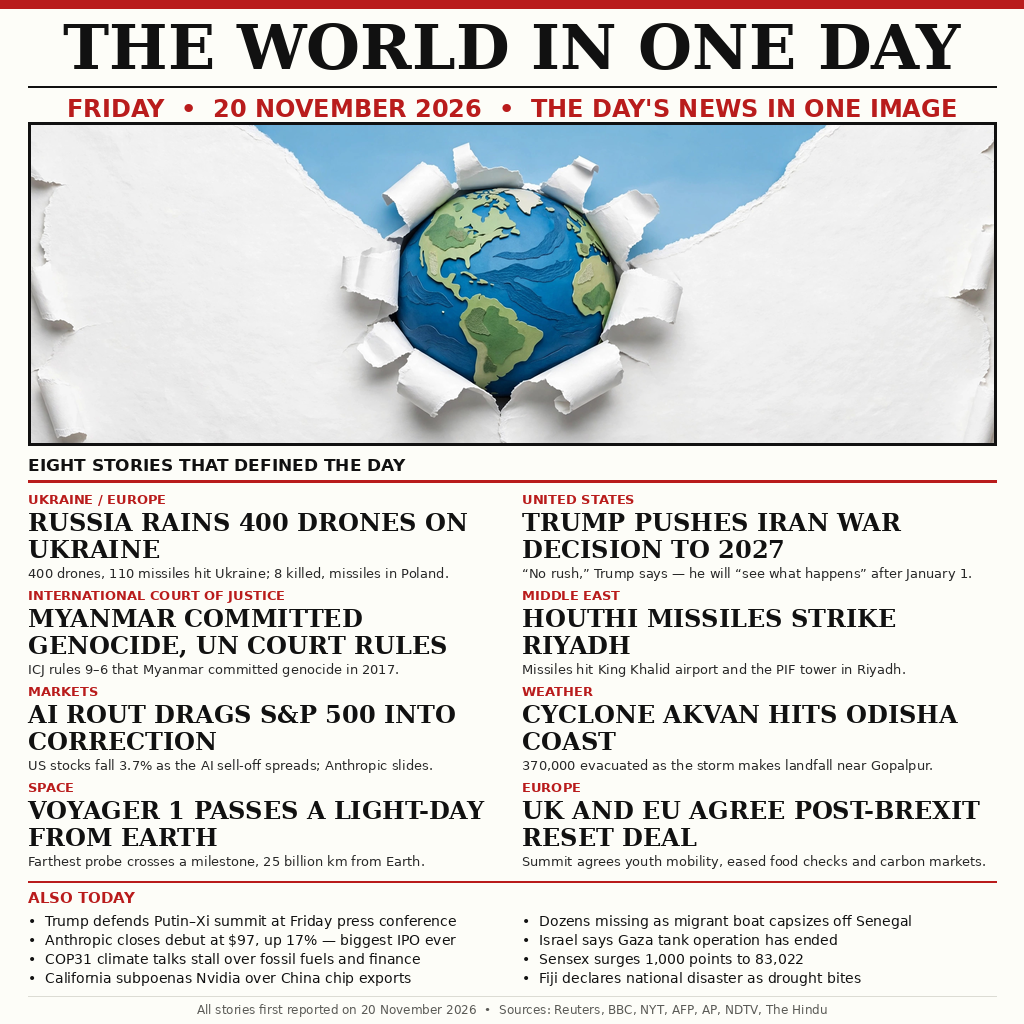 THE WORLD IN ONE DAY
FRIDAY • 20 NOVEMBER 2026 • THE DAY'S NEWS IN ONE IMAGE
EIGHT STORIES THAT DEFINED THE DAY
UKRAINE / EUROPE
RUSSIA RAINS 400 DRONES ON
UKRAINE
400 drones, 110 missiles hit Ukraine; 8 killed, missiles in Poland.
UNITED STATES
TRUMP PUSHES IRAN WAR
DECISION TO 2027
“No rush,” Trump says — he will “see what happens” after January 1.
INTERNATIONAL COURT OF JUSTICE
MYANMAR COMMITTED
GENOCIDE, UN COURT RULES
ICJ rules 9–6 that Myanmar committed genocide in 2017.
MIDDLE EAST
HOUTHI MISSILES STRIKE
RIYADH
Missiles hit King Khalid airport and the PIF tower in Riyadh.
MARKETS
AI ROUT DRAGS S&P 500 INTO
CORRECTION
US stocks fall 3.7% as the AI sell-off spreads; Anthropic slides.
WEATHER
CYCLONE AKVAN HITS ODISHA
COAST
370,000 evacuated as the storm makes landfall near Gopalpur.
SPACE
VOYAGER 1 PASSES A LIGHT-DAY
FROM EARTH
Farthest probe crosses a milestone, 25 billion km from Earth.
EUROPE
UK AND EU AGREE POST-BREXIT
RESET DEAL
Summit agrees youth mobility, eased food checks and carbon markets.
ALSO TODAY
• Trump defends Putin–Xi summit at Friday press conference
• Anthropic closes debut at $97, up 17% — biggest IPO ever
• COP31 climate talks stall over fossil fuels and finance
• California subpoenas Nvidia over China chip exports
• Dozens missing as migrant boat capsizes off Senegal
• Israel says Gaza tank operation has ended
• Sensex surges 1,000 points to 83,022
• Fiji declares national disaster as drought bites
All stories first reported on 20 November 2026 • Sources: Reuters, BBC, NYT, AFP, AP, NDTV, The Hindu